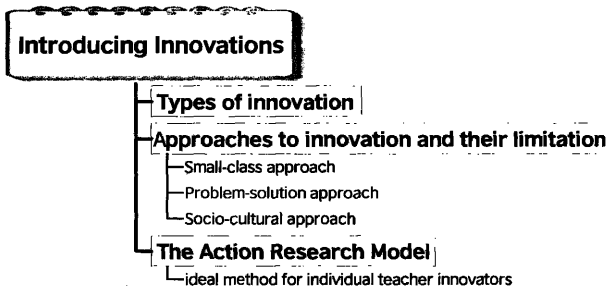 Introducing Innovations
Types of innovation
Approaches to innovation and their limitation
Small-class approach
Problem-solution approach
Socio-cultural approach
The Action Research Model
ideal method for individual teacher innovators